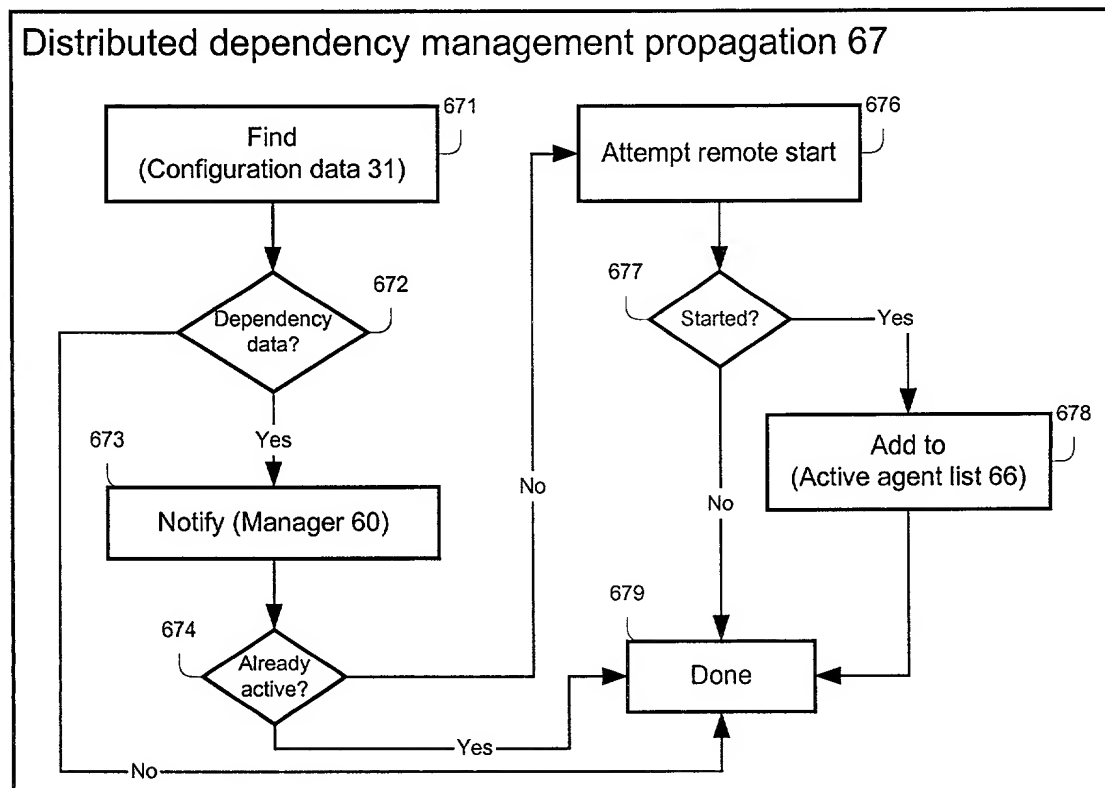 Distributed dependency management propagation 67
671
Find
(Configuration data 31)
672
Dependency
data?
Yes
673
Notify (Manager 60)
674
Already
active?
Yes
No
No
676
Attempt remote start
677
Started?
Yes
No
678
Add to
(Active agent list 66)
679
Done